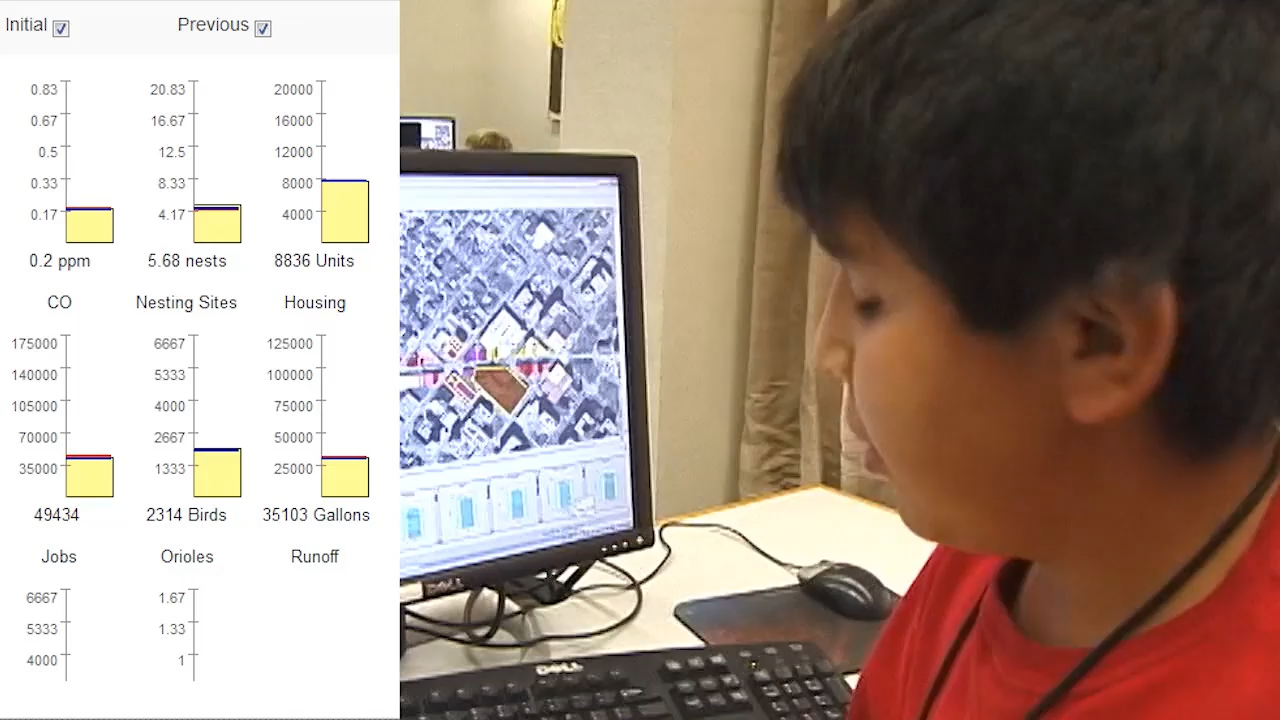 Initial Previous
0.83 20.83 20000
0.67 16.67 16000
0.5 12.5 12000
0.33 8.33 8000
0.17 4.17 4000
0.2 ppm 5.68 nests 8836 Units
CO Nesting Sites Housing
175000 6667 125000
140000 5333 100000
105000 4000 75000
70000 2667 50000
35000 1333 25000
49434 2314 Birds 35103 Gallons
Jobs Orioles Runoff
6667 1.67
5333 1.33
4000 1
DELL
DELL